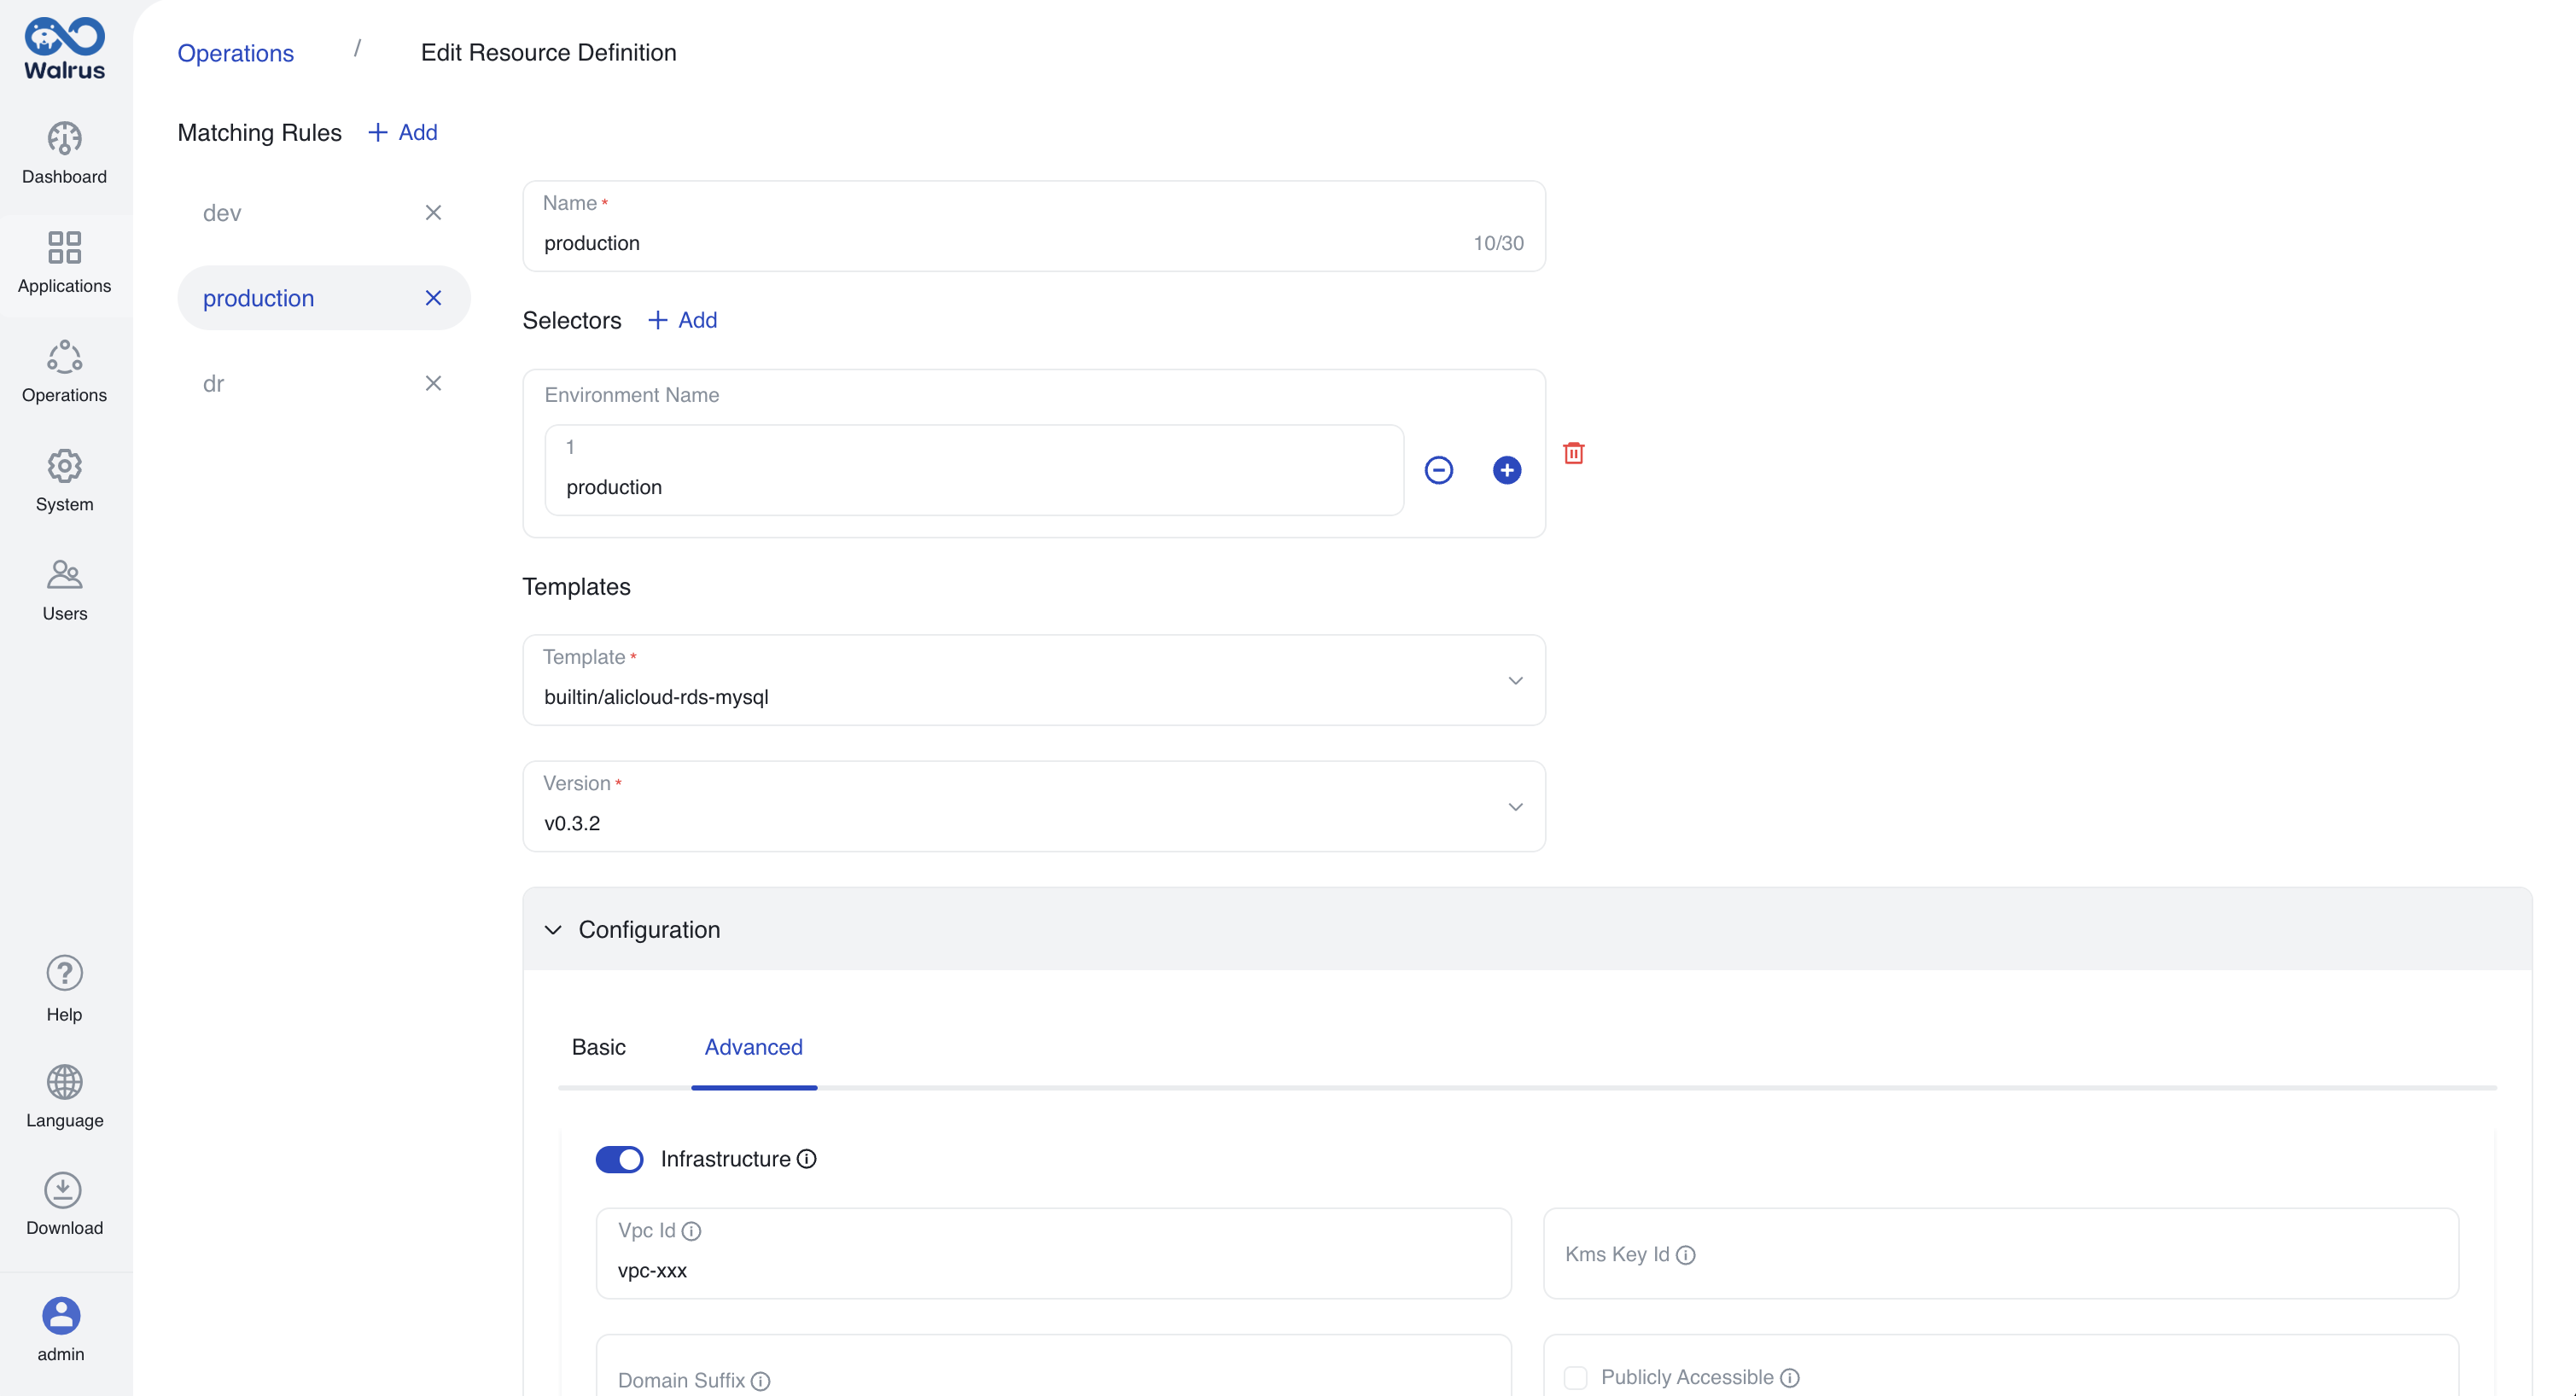 Walrus
Dashboard
Applications
Operations
System
Users
Help
Language
Download
admin
Operations / Edit Resource Definition
Matching Rules + Add
dev
production
dr
Name *
production 10/30
Selectors + Add
Environment Name
1
production
Templates
Template *
builtin/alicloud-rds-mysql
Version *
v0.3.2
Configuration
Basic Advanced
Infrastructure
Vpc Id
vpc-xxx
Kms Key Id
Domain Suffix
Publicly Accessible